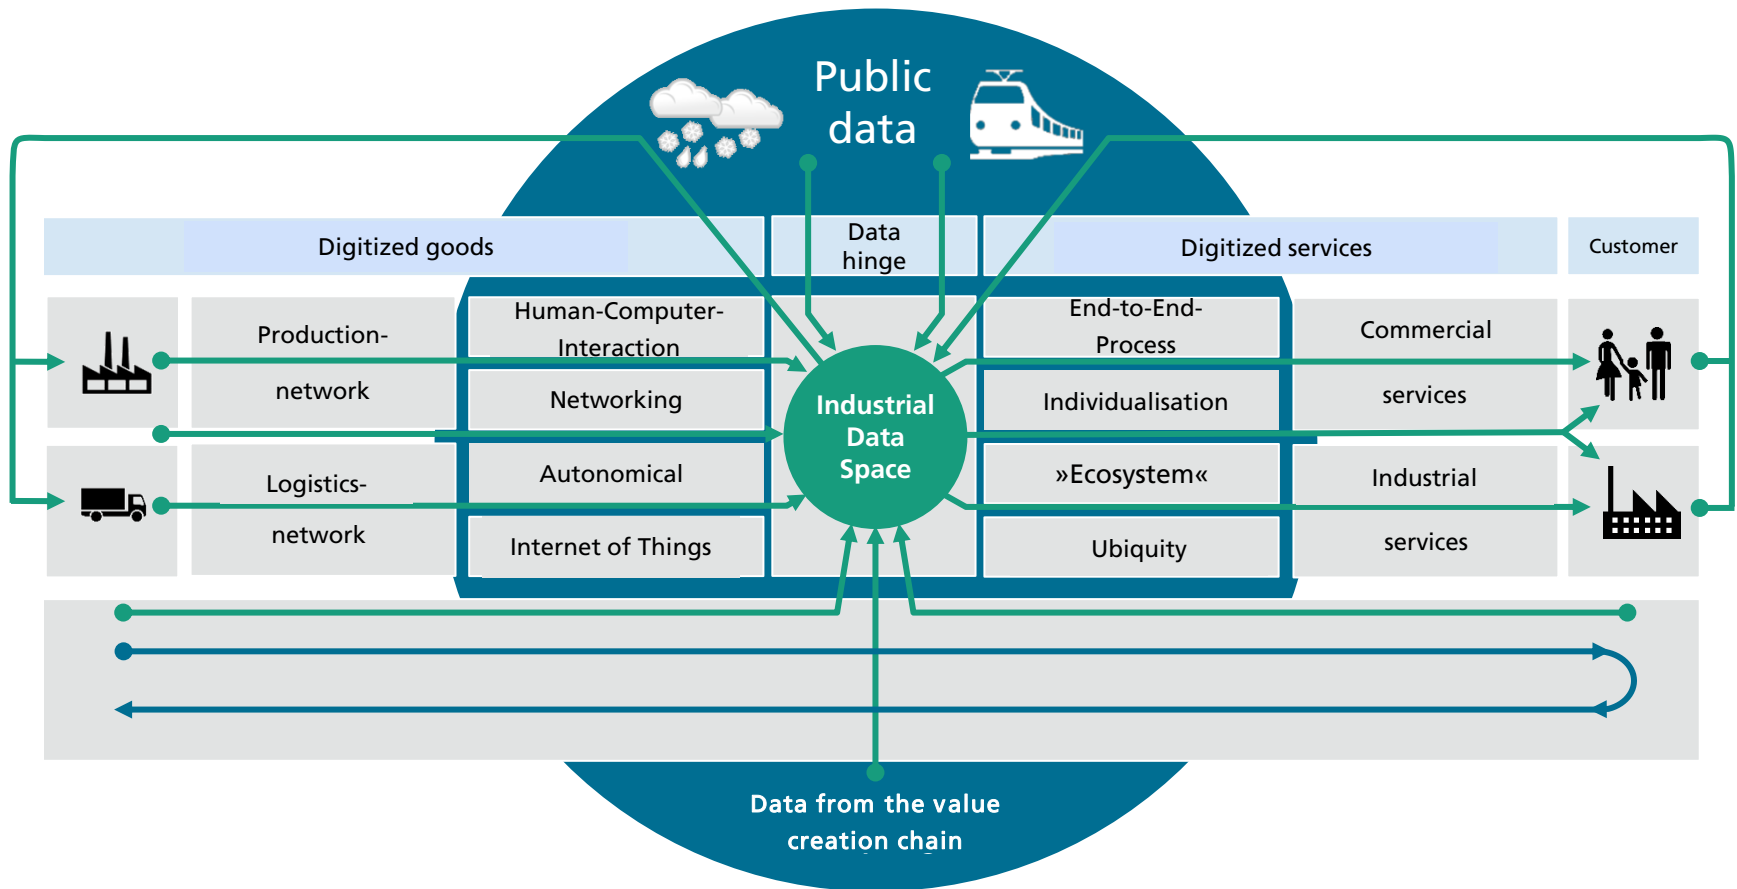 Public
data
Digitized goods
Data
hinge
Digitized services
Customer
Production-
network
Human-Computer-
Interaction
Networking
Industrial
Data
Space
End-to-End-
Process
Individualisation
Commercial
services
Logistics-
network
Autonomical
Internet of Things
»Ecosystem«
Ubiquity
Industrial
services
Data from the value
creation chain